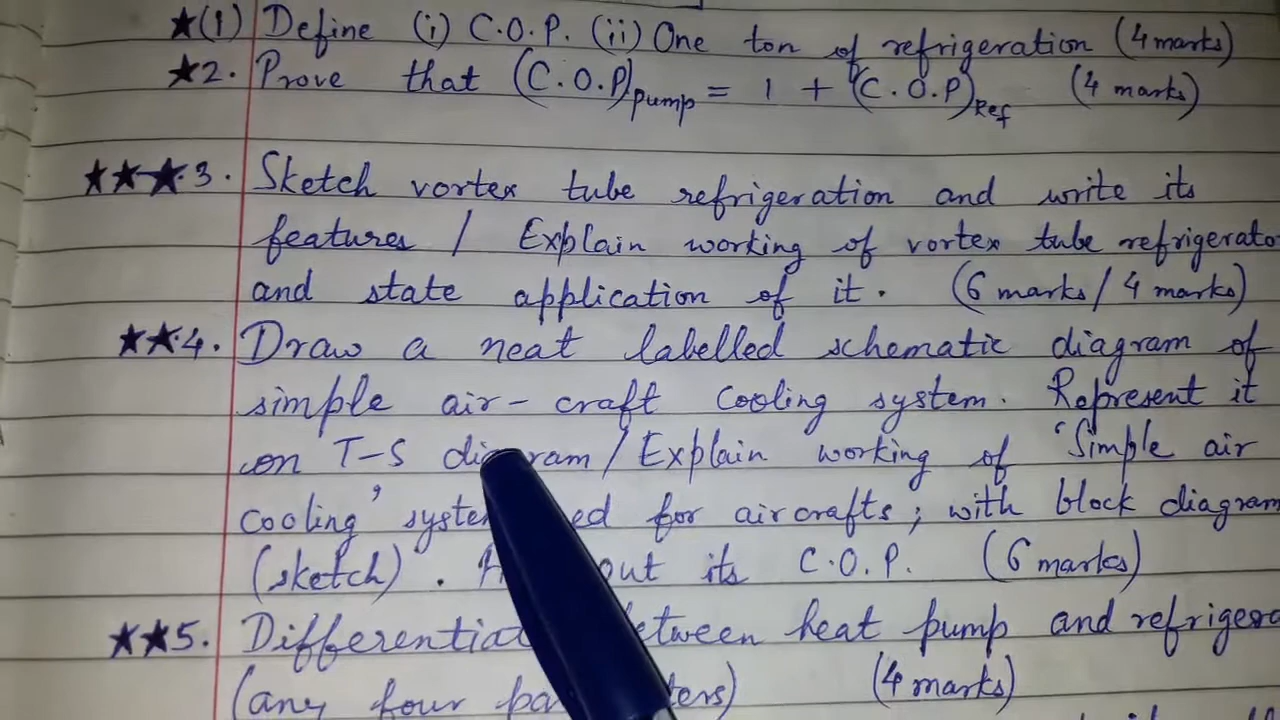 ★(1) Define (i) C.O.P. (ii) One ton of refrigeration (4 marks)
★2. Prove that (C.O.P)pump = 1 + (C.O.P)Ref (4 marks)
★★★3. Sketch vortex tube refrigeration and write its
features / Explain working of vortex tube refrigerato
and state application of it. (6 marks/4 marks)
★★4. Draw a neat labelled schematic diagram of
simple air-craft cooling system. Represent it
on T-S diagram/Explain working of 'Simple air
cooling' system for aircrafts; with block diagram
(sketch). out its C.O.P. (6 marks)
★★5. Differentiate between heat pump and refrigera
(any four parameters) (4 marks)